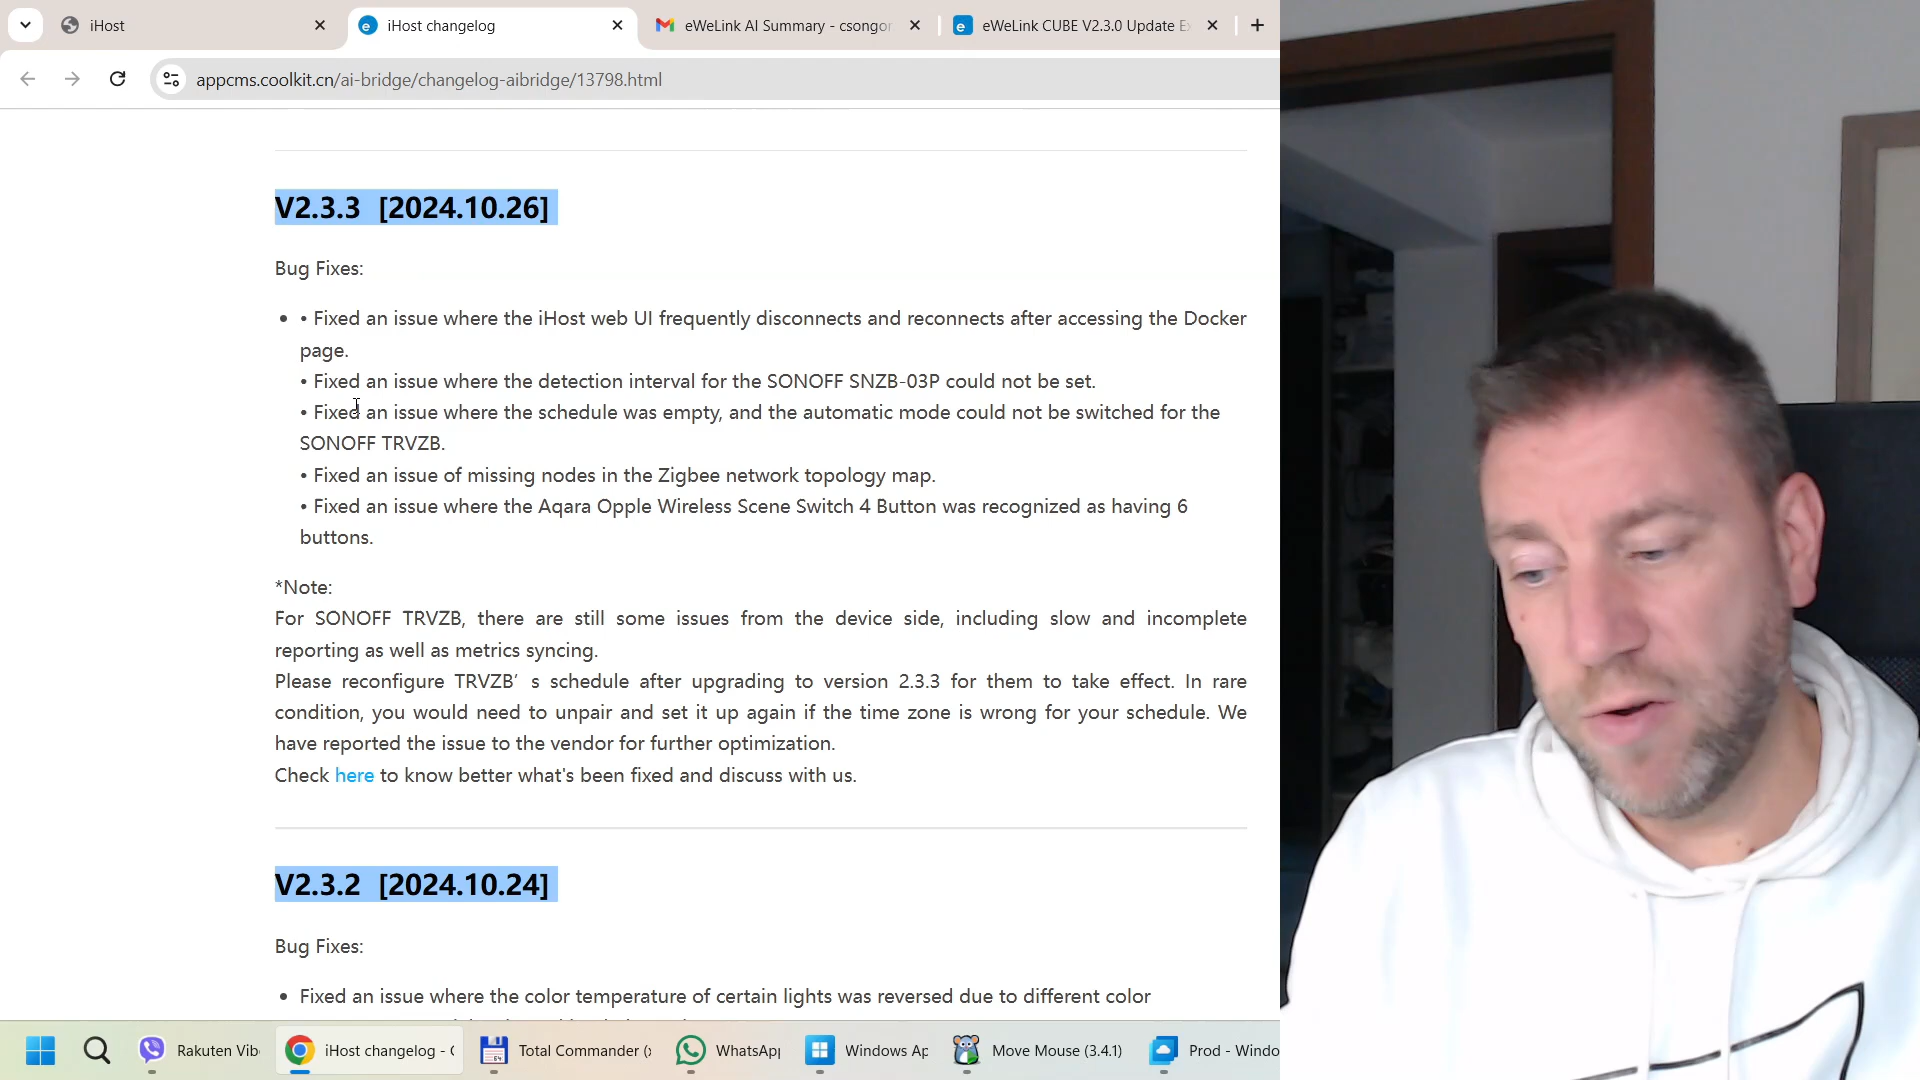 iHost
iHost changelog
eWeLink AI Summary - csongor
eWeLink CUBE V2.3.0 Update E
appcms.coolkit.cn/ai-bridge/changelog-aibridge/13798.html
V2.3.3 [2024.10.26]
Bug Fixes:
• • Fixed an issue where the iHost web UI frequently disconnects and reconnects after accessing the Docker
page.
• Fixed an issue where the detection interval for the SONOFF SNZB-03P could not be set.
• Fixed an issue where the schedule was empty, and the automatic mode could not be switched for the
SONOFF TRVZB.
• Fixed an issue of missing nodes in the Zigbee network topology map.
• Fixed an issue where the Aqara Opple Wireless Scene Switch 4 Button was recognized as having 6
buttons.
*Note:
For SONOFF TRVZB, there are still some issues from the device side, including slow and incomplete
reporting as well as metrics syncing.
Please reconfigure TRVZB’ s schedule after upgrading to version 2.3.3 for them to take effect. In rare
condition, you would need to unpair and set it up again if the time zone is wrong for your schedule. We
have reported the issue to the vendor for further optimization.
Check here to know better what's been fixed and discuss with us.
V2.3.2 [2024.10.24]
Bug Fixes:
• Fixed an issue where the color temperature of certain lights was reversed due to different color
Rakuten Vibe
iHost changelog - G
Total Commander (x
WhatsApp
Windows Ap
Move Mouse (3.4.1)
Prod - Windo